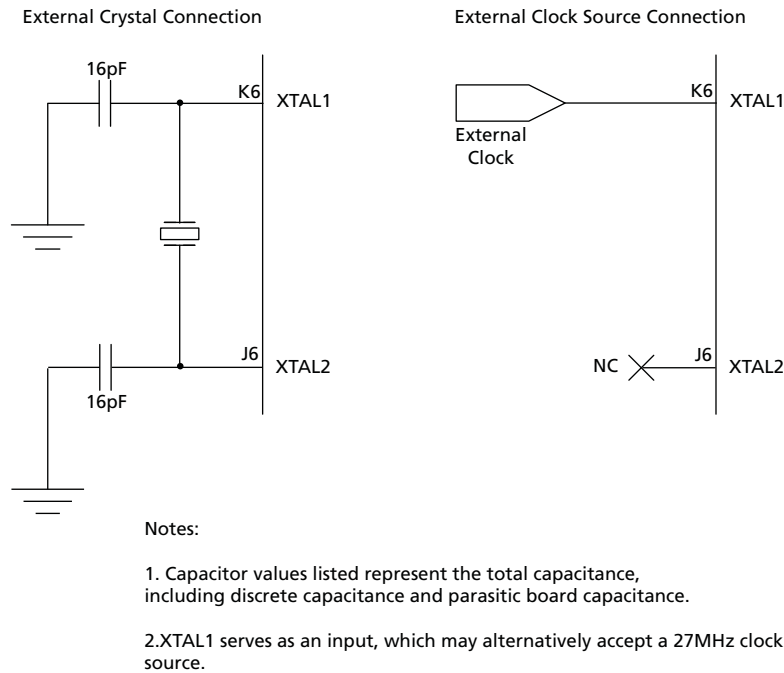 External Crystal Connection
External Clock Source Connection
16pF
K6
XTAL1
K6
XTAL1
External
Clock
J6
XTAL2
16pF
NC
J6
XTAL2
Notes:
1. Capacitor values listed represent the total capacitance,
including discrete capacitance and parasitic board capacitance.
2.XTAL1 serves as an input, which may alternatively accept a 27MHz clock
source.